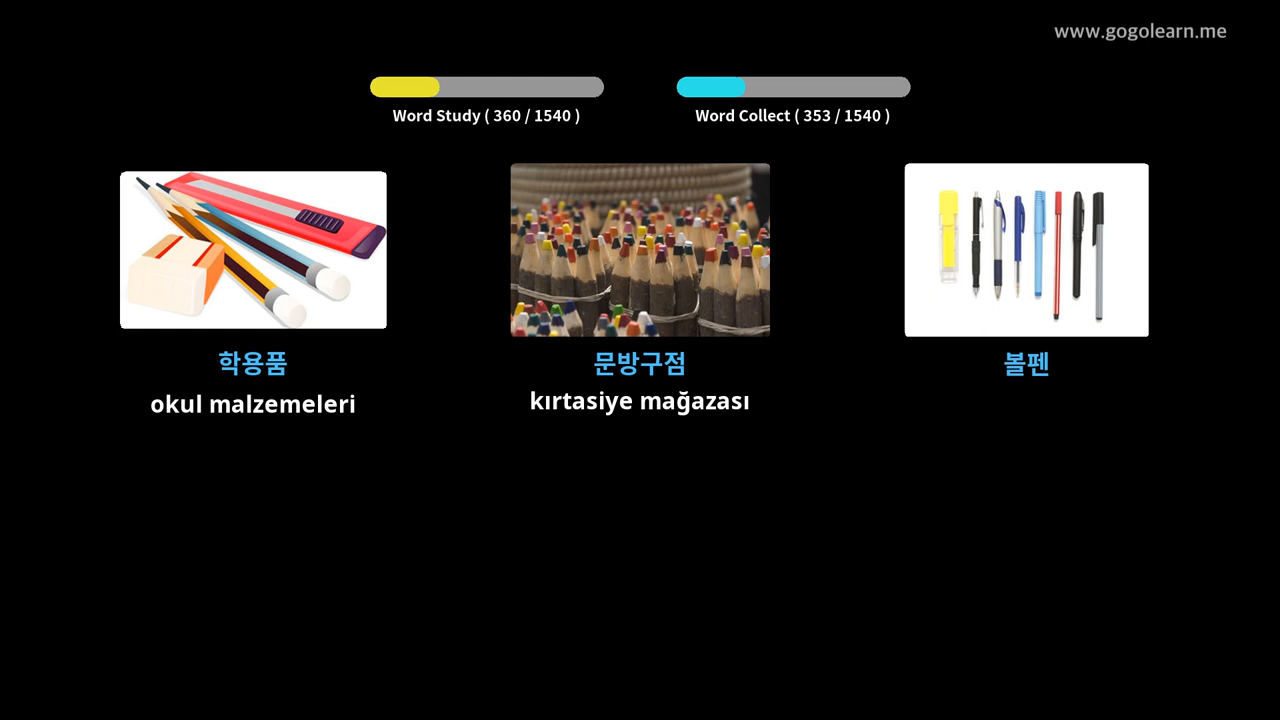 www.gogolearn.me
Word Study ( 360 / 1540 )
Word Collect ( 353 / 1540 )
학용품
문방구점
볼펜
okul malzemeleri
kırtasiye mağazası